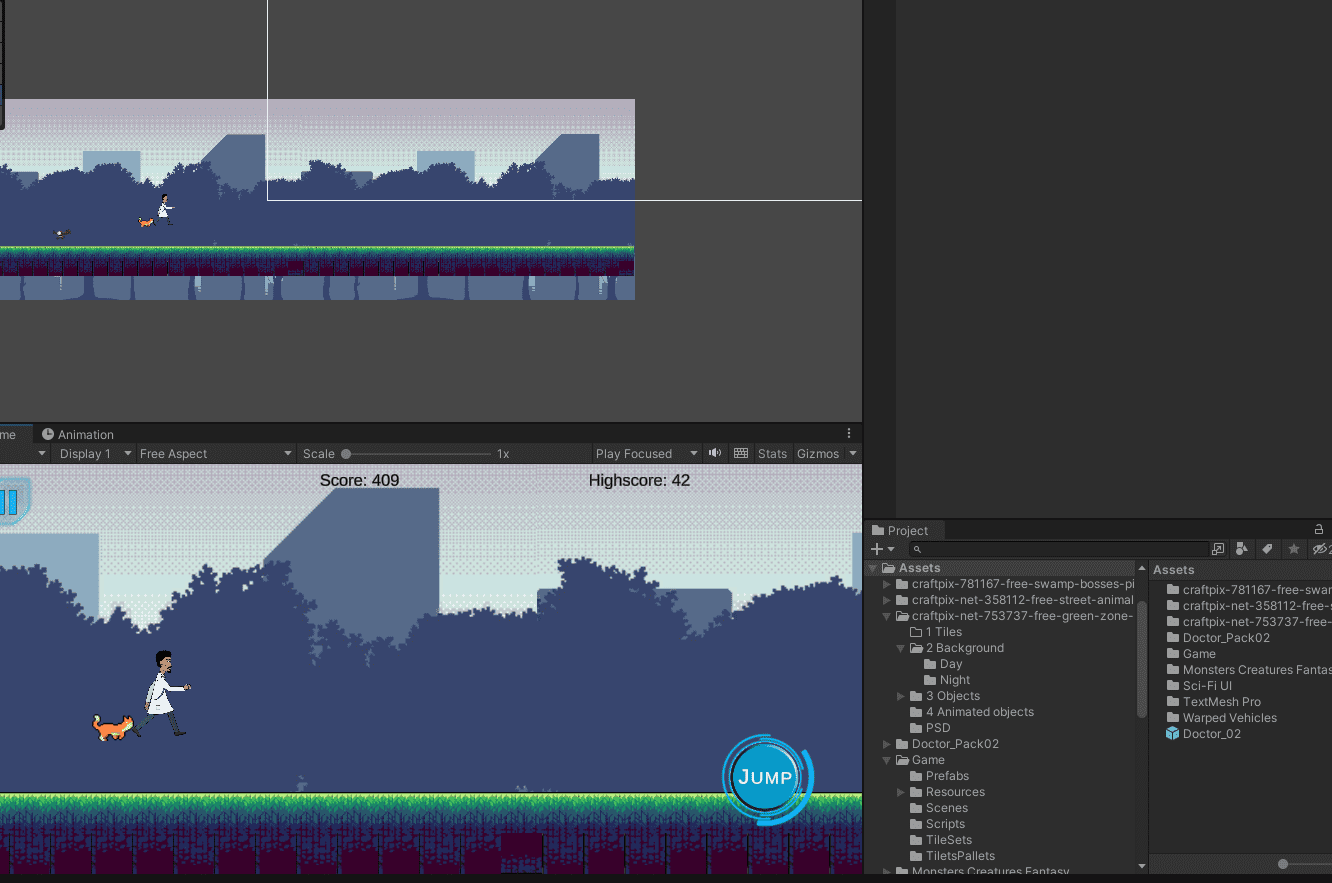 me
Animation
Display 1
Free Aspect
Scale
1x
Play Focused
Stats
Gizmos
Score: 409
Highscore: 42
JUMP
Project
2
Assets
craftpix-781167-free-swamp-bosses-pi
craftpix-net-358112-free-street-animal
craftpix-net-753737-free-green-zone-
1 Tiles
2 Background
Day
Night
3 Objects
4 Animated objects
PSD
Doctor_Pack02
Game
Prefabs
Resources
Scenes
Scripts
TileSets
TiletsPallets
Monsters Creatures Fantasy
Assets
craftpix-781167-free-swar
craftpix-net-358112-free-s
craftpix-net-753737-free-
Doctor_Pack02
Game
Monsters Creatures Fantas
Sci-Fi UI
TextMesh Pro
Warped Vehicles
Doctor_02